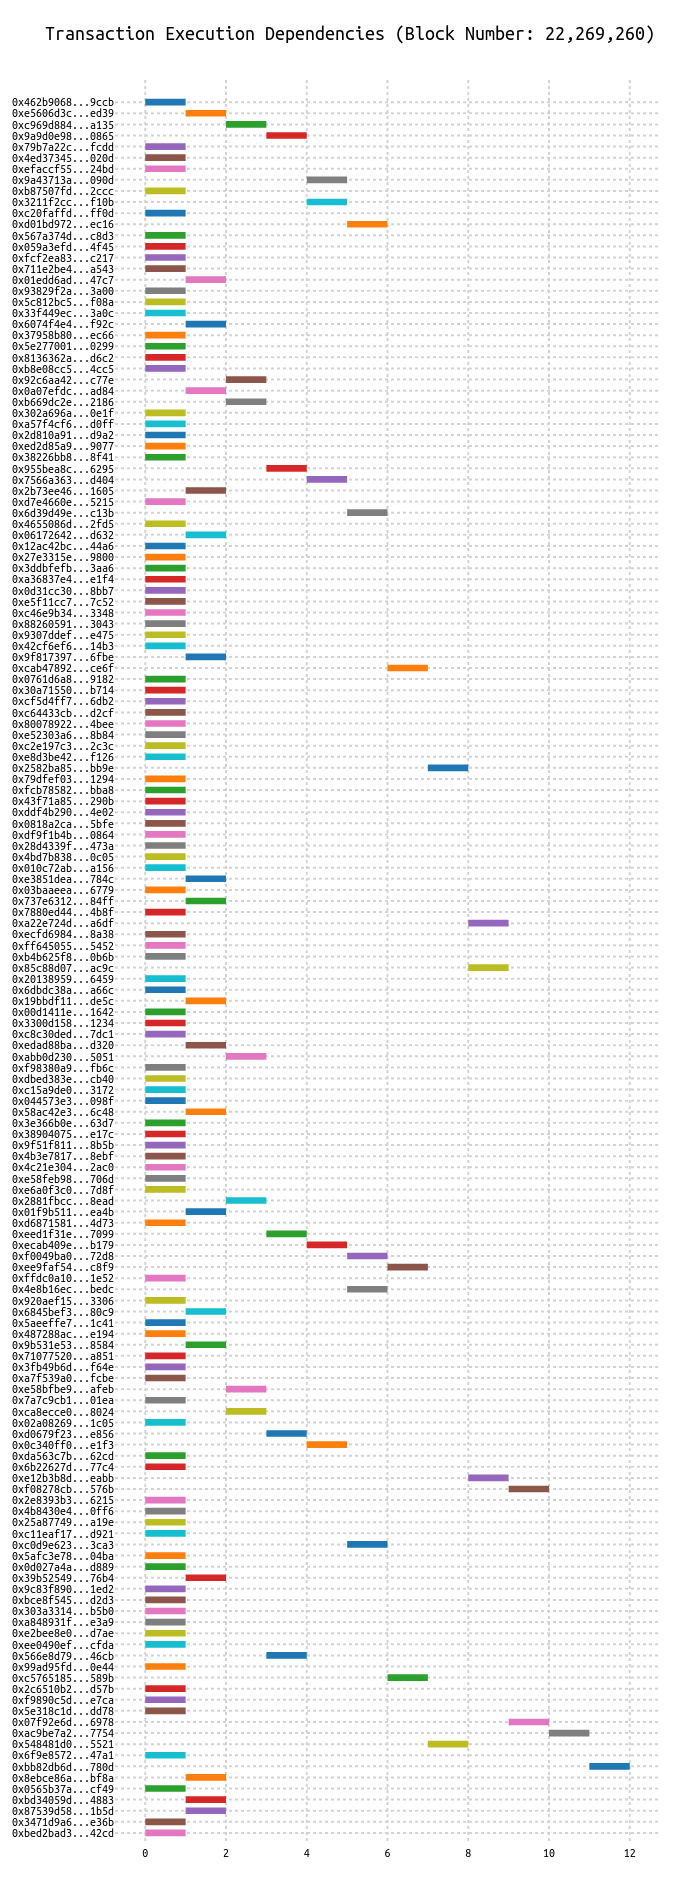 Transaction Execution Dependencies (Block Number: 22,269,260)
0x462b9068...9ccb
0xe5606d3c...ed39
0xc969d884...a135
0x9a9d0e98...0865
0x79b7a22c...fcdd
0x4ed37345...020d
0xefaccf55...24bd
0x9a43713a...090d
0xb87507fd...2ccc
0x3211f2cc...f10b
0xc20faffd...ff0d
0xd01bd972...ec16
0x567a374d...c8d3
0x059a3efd...4f45
0xfcf2ea83...c217
0x711e2be4...a543
0x01edd6ad...47c7
0x93829f2a...3a00
0x5c812bc5...f08a
0x33f449ec...3a0c
0x6074f4e4...f92c
0x37958b80...ec66
0x5e277001...0299
0x8136362a...d6c2
0xb8e08cc5...4cc5
0x92c6aa42...c77e
0x0a07efdc...ad84
0xb669dc2e...2186
0x302a696a...0e1f
0xa57f4cf6...d0ff
0x2d810a91...d9a2
0xed2d85a9...9077
0x38226bb8...8f41
0x955bea8c...6295
0x7566a363...d404
0x2b73ee46...1605
0xd7e4660e...5215
0x6d39d49e...c13b
0x4655086d...2fd5
0x06172642...d632
0x12ac42bc...44a6
0x27e3315e...9800
0x3ddbfefb...3aa6
0xa36837e4...e1f4
0x0d31cc30...8bb7
0xe5f11cc7...7c52
0xc46e9b34...3348
0x88260591...3043
0x9307ddef...e475
0x42cf6ef6...14b3
0x9f817397...6fbe
0xcab47892...ce6f
0x0761d6a8...9182
0x30a71550...b714
0xcf5d4ff7...6db2
0xc64433cb...d2cf
0x80078922...4bee
0xe52303a6...8b84
0xc2e197c3...2c3c
0xe8d3be42...f126
0x2582ba85...bb9e
0x79dfef03...1294
0xfcb78582...bba8
0x43f71a85...290b
0xddf4b290...4e02
0x0818a2ca...5bfe
0xdf9f1b4b...0864
0x28d4339f...473a
0x4bd7b838...0c05
0x010c72ab...a156
0xe3851dea...784c
0x03baaeea...6779
0x737e6312...84ff
0x7880ed44...4b8f
0xa22e724d...a6df
0xecfd6984...8a38
0xff645055...5452
0xb4b625f8...0b6b
0x85c88d07...ac9c
0x20138959...6459
0x6dbdc38a...a66c
0x19bbdf11...de5c
0x00d1411e...1642
0x3300d158...1234
0xc8c30ded...7dc1
0xedad88ba...d320
0xabb0d230...5051
0xf98380a9...fb6c
0xdbed383e...cb40
0xc15a9de0...3172
0x044573e3...098f
0x58ac42e3...6c48
0x3e366b0e...63d7
0x38904075...e17c
0x9f51f811...8b5b
0x4b3e7817...8ebf
0x4c21e304...2ac0
0xe58feb98...706d
0xe6a0f3c0...7d8f
0x2881fbcc...8ead
0x01f9b511...ea4b
0xd6871581...4d73
0xeed1f31e...7099
0xecab409e...b179
0xf0049ba0...72d8
0xee9faf54...c8f9
0xffdc0a10...1e52
0x4e8b16ec...bedc
0x920aef15...3306
0x6845bef3...80c9
0x5aeeffe7...1c41
0x487288ac...e194
0x9b531e53...8584
0x71077520...a851
0x3fb49b6d...f64e
0xa7f539a0...fcbe
0xe58bfbe9...afeb
0x7a7c9cb1...01ea
0xca8ecce0...8024
0x02a08269...1c05
0xd0679f23...e856
0x0c340ff0...e1f3
0xda563c7b...62cd
0x6b22627d...77c4
0xe12b3b8d...eabb
0xf08278cb...576b
0x2e8393b3...6215
0x4b8430e4...0ff6
0x25a87749...a19e
0xc11eaf17...d921
0xc0d9e623...3ca3
0x5afc3e78...04ba
0x0d027a4a...d889
0x39b52549...76b4
0x9c83f890...1ed2
0xbce8f545...d2d3
0x303a3314...b5b0
0xa848931f...e3a9
0xe2bee8e0...d7ae
0xee0490ef...cfda
0x566e8d79...46cb
0x99ad95fd...0e44
0xc5765185...589b
0x2c6510b2...d57b
0xf9890c5d...e7ca
0x5e318c1d...dd78
0x07f92e6d...6978
0xac9be7a2...7754
0x548481d0...5521
0x6f9e8572...47a1
0xbb82db6d...780d
0x8ebce86a...bf8a
0x0565b37a...cf49
0xbd34059d...4883
0x87539d58...1b5d
0x3471d9a6...e36b
0xbed2bad3...42cd
0 2 4 6 8 10 12